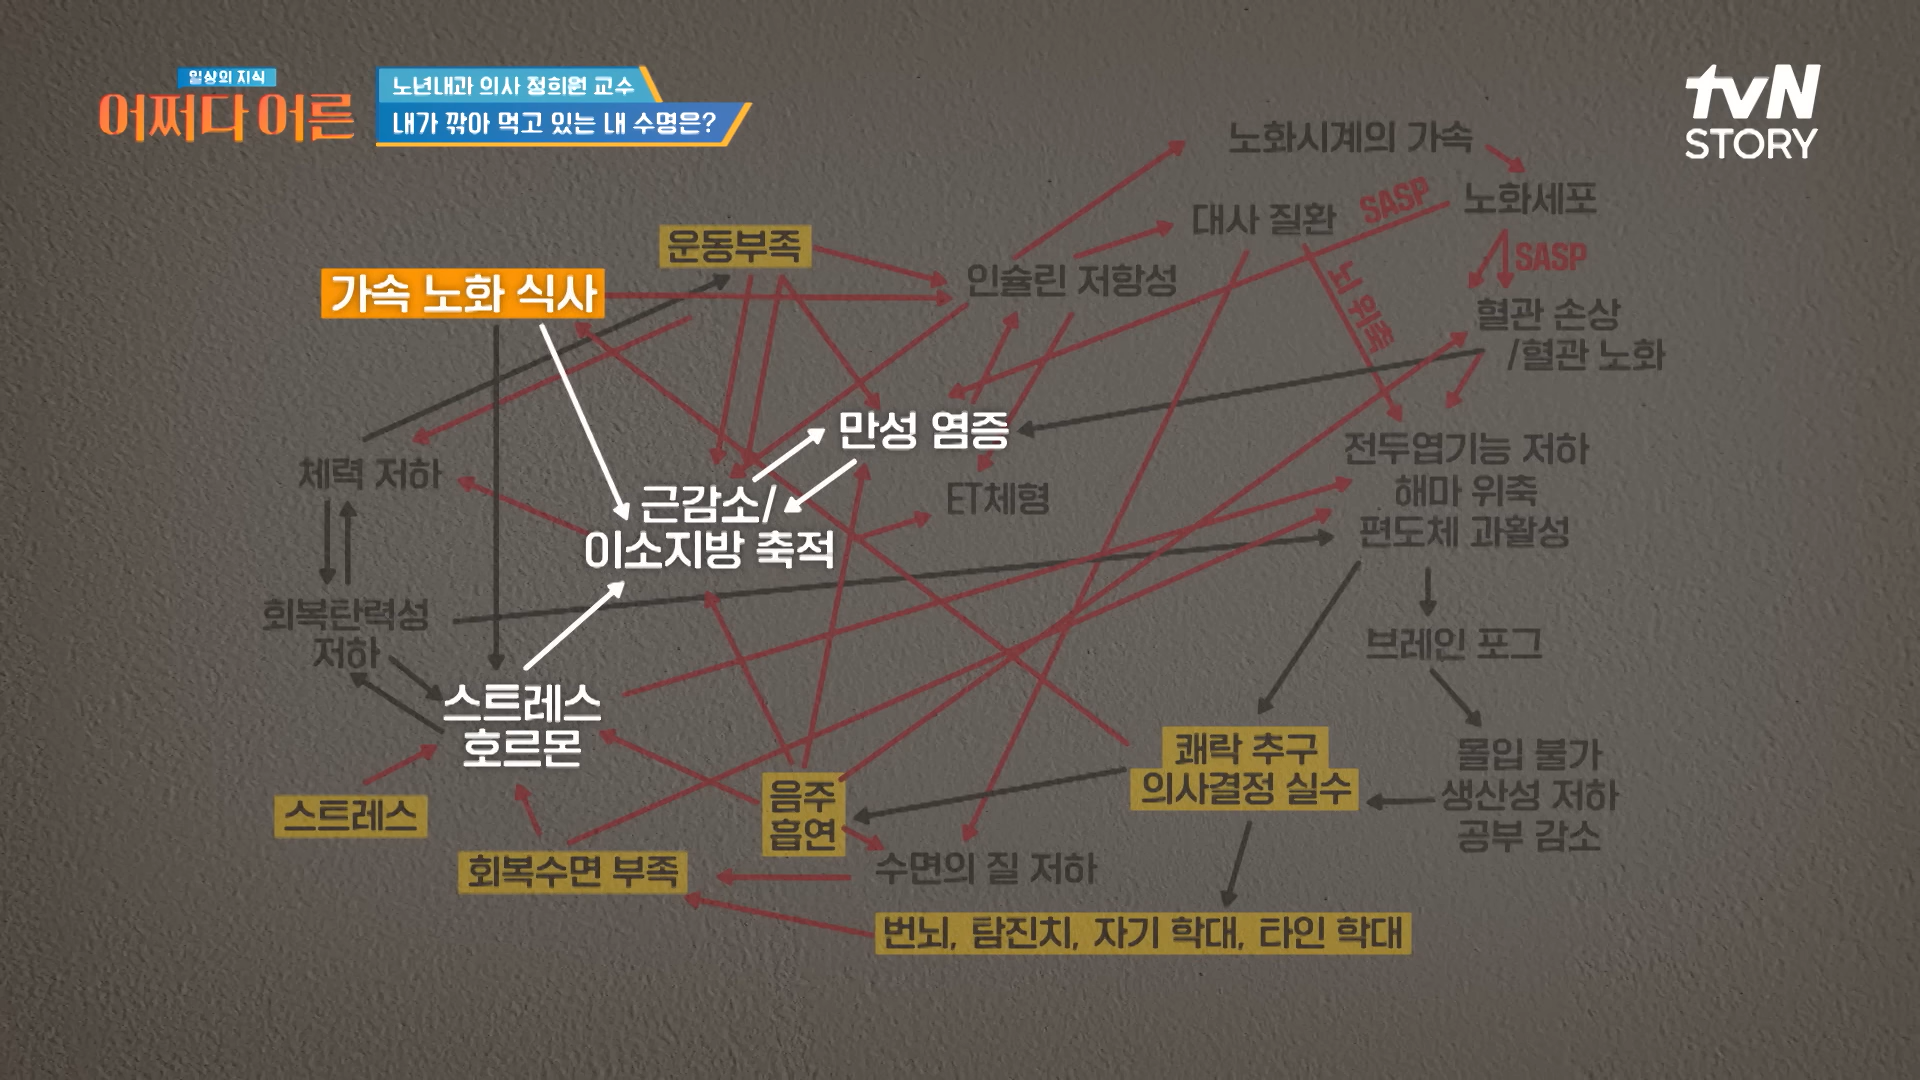 일상의 지식
어쩌다 어른
노년내과 의사 정희원 교수
내가 깎아 먹고 있는 내 수명은?
tvN
STORY
노화시계의 가속
SASP
노화세포
대사 질환
운동부족
SASP
인슐린 저항성
가속 노화 식사
뇌 위축
혈관 손상
/혈관 노화
만성 염증
전두엽기능 저하
해마 위축
편도체 과활성
체력 저하
근감소/
이소지방 축적
ET체형
회복탄력성
저하
브레인 포그
스트레스
호르몬
쾌락 추구
의사결정 실수
몰입 불가
생산성 저하
공부 감소
스트레스
음주
흡연
회복수면 부족
수면의 질 저하
번뇌, 탐진치, 자기 학대, 타인 학대